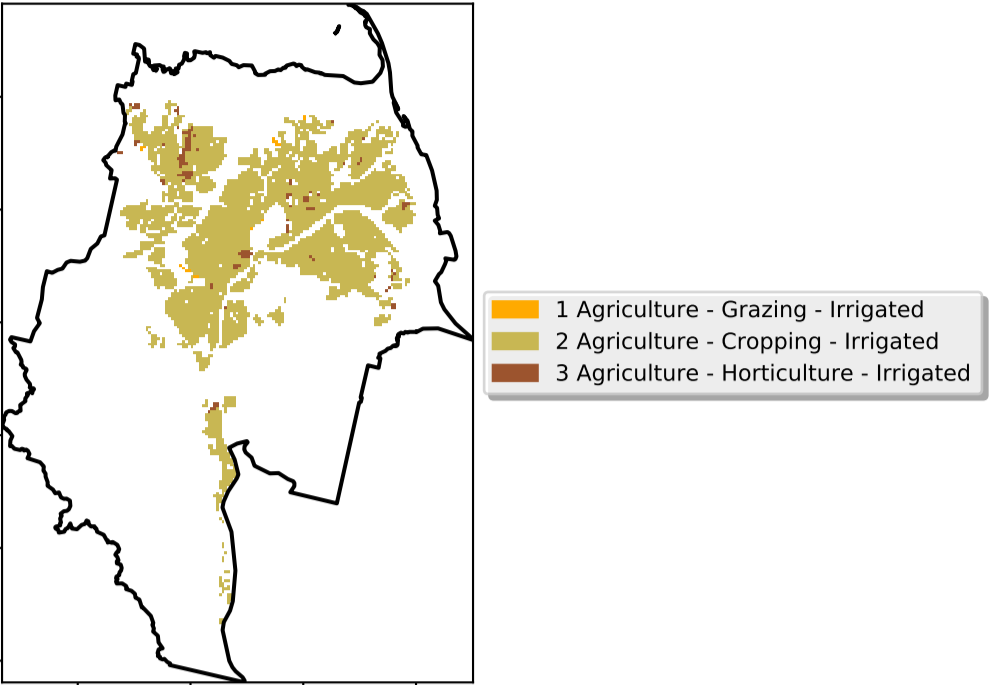 1 Agriculture - Grazing - Irrigated
2 Agriculture - Cropping - Irrigated
3 Agriculture - Horticulture - Irrigated